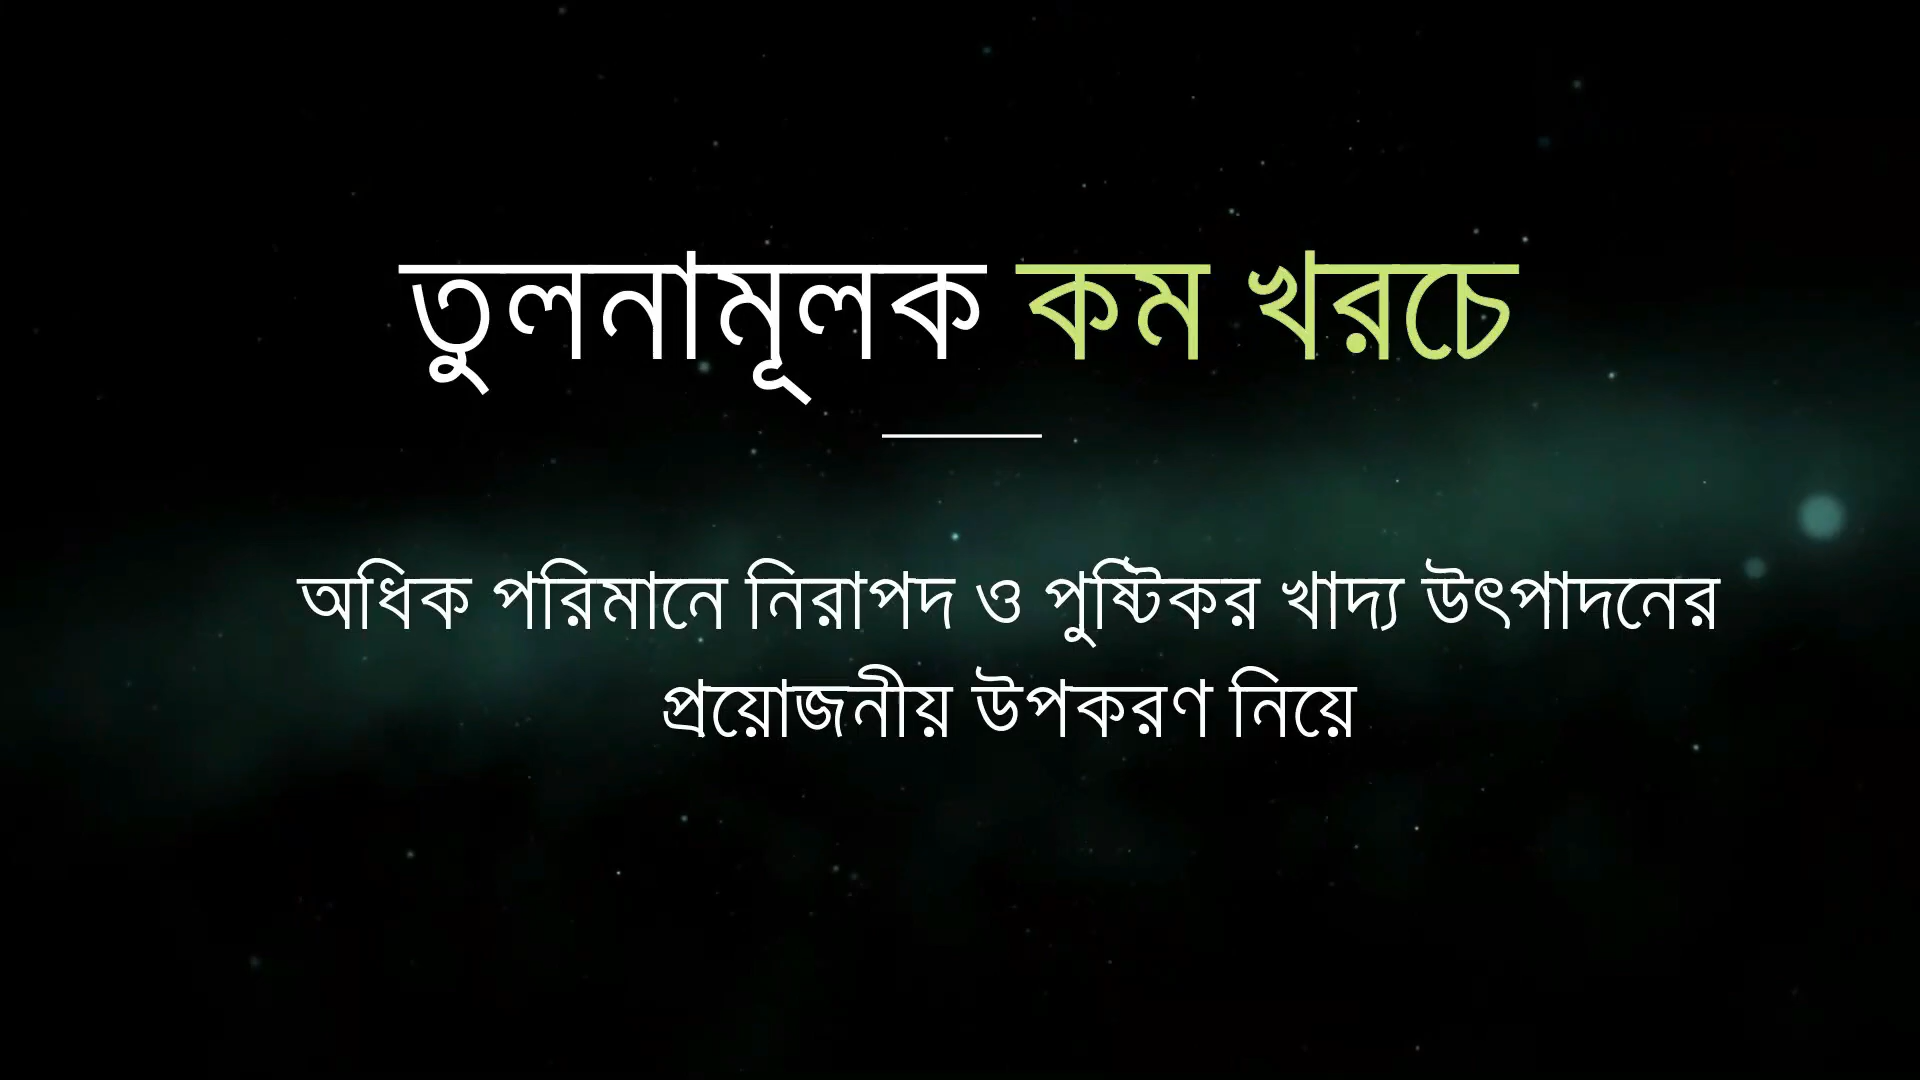 তুলনামূলক কম খরচে
অধিক পরিমানে নিরাপদ ও পুষ্টিকর খাদ্য উৎপাদনের
প্রয়োজনীয় উপকরণ নিয়ে